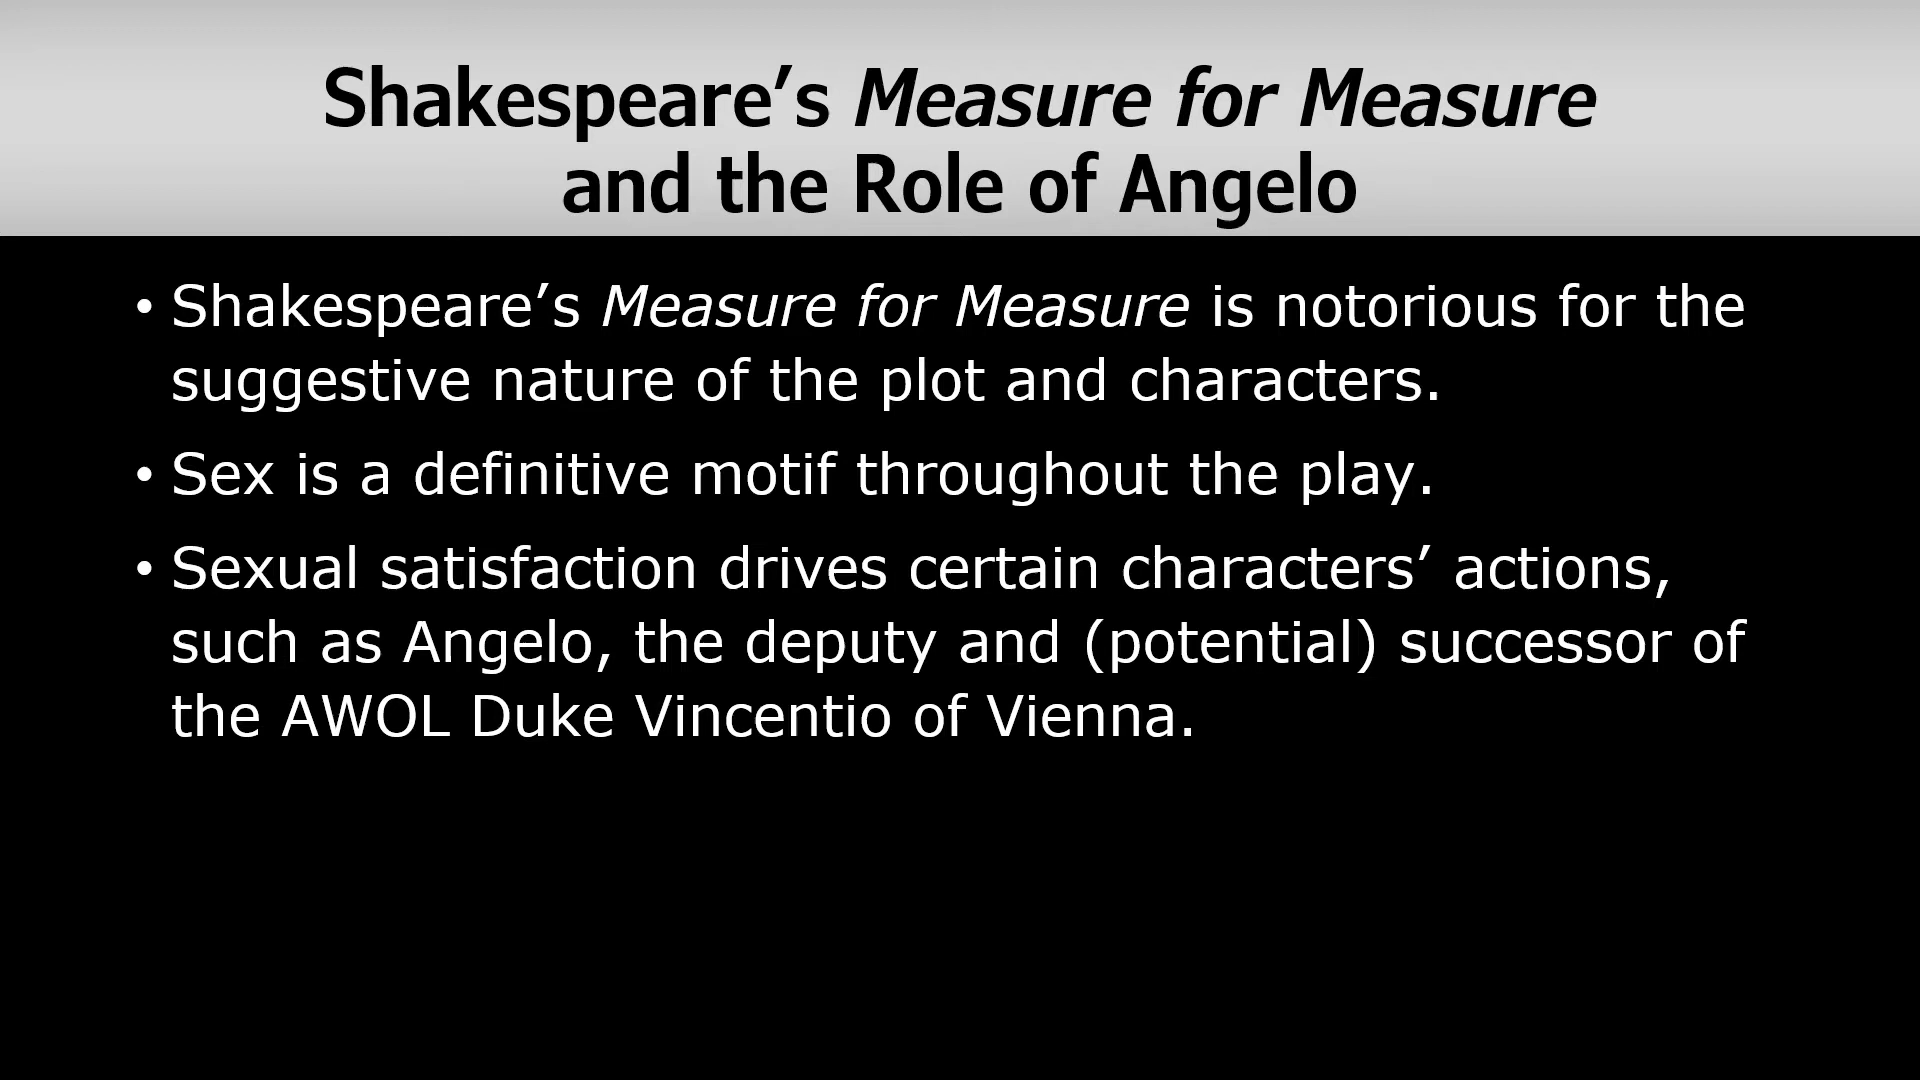 Shakespeare’s Measure for Measure
and the Role of Angelo
• Shakespeare’s Measure for Measure is notorious for the
suggestive nature of the plot and characters.
• Sex is a definitive motif throughout the play.
• Sexual satisfaction drives certain characters’ actions,
such as Angelo, the deputy and (potential) successor of
the AWOL Duke Vincentio of Vienna.